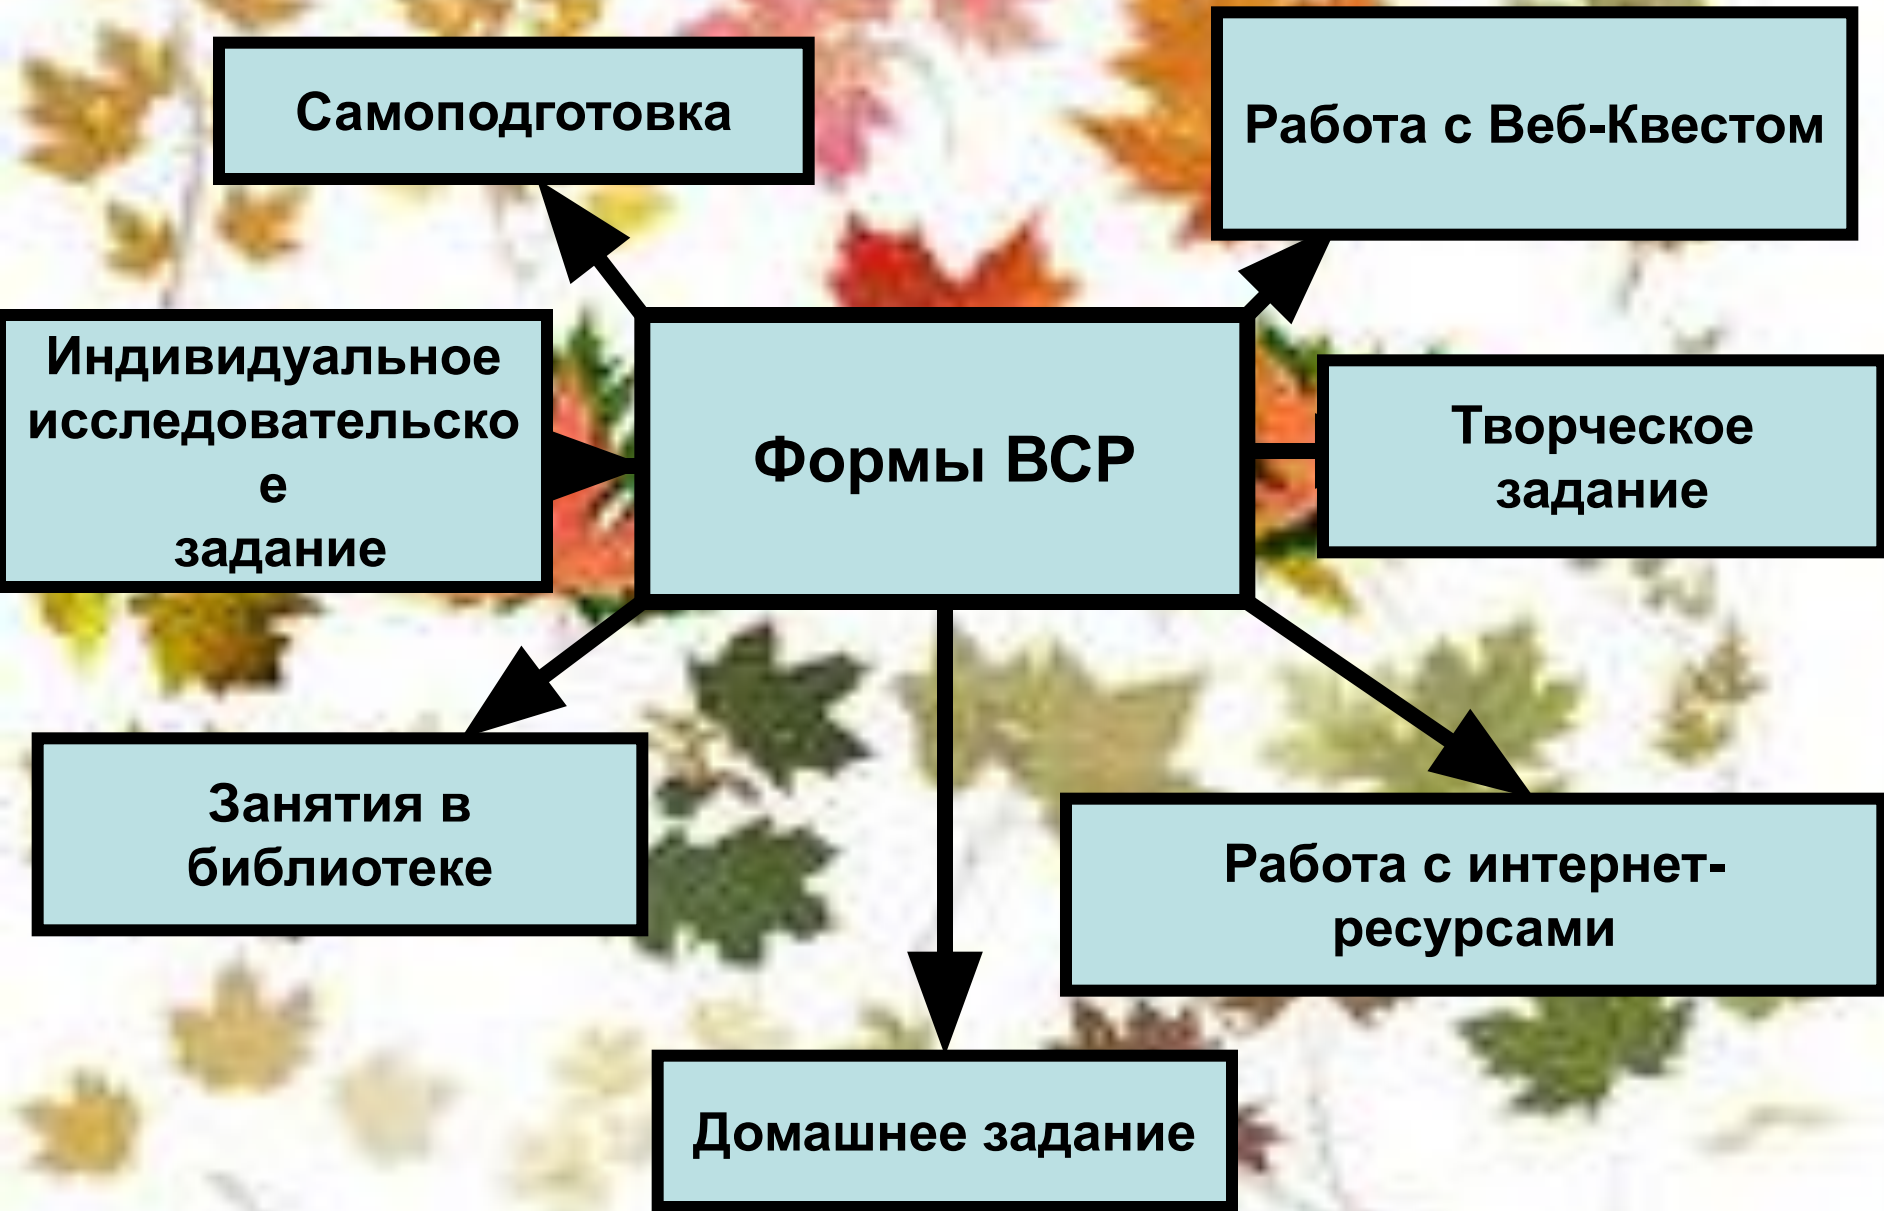 Самоподготовка
Работа с Веб-Квестом
Индивидуальное
исследовательско
е
задание
Формы ВСР
Творческое
задание
Занятия в
библиотеке
Работа с интернет-
ресурсами
Домашнее задание